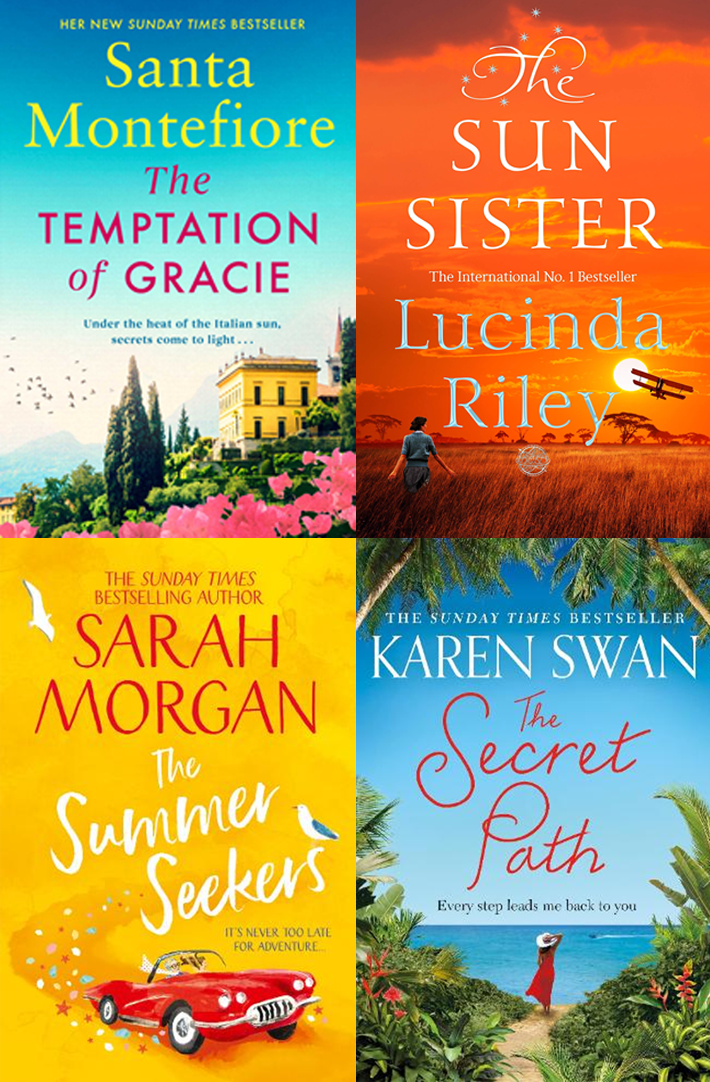 HER NEW SUNDAY TIMES BESTSELLER
Santa
Montefiore
The
TEMPTATION
of GRACIE
Under the heat of the Italian sun,
secrets come to light . . .
The
SUN
SISTER
The International No. 1 Bestseller
Lucinda
Riley
THE SUNDAY TIMES
BESTSELLING AUTHOR
SARAH
MORGAN
The
Summer
Seekers
IT'S NEVER TOO LATE
FOR ADVENTURE...
THE SUNDAY TIMES BESTSELLER
KAREN SWAN
The
Secret
Path
Every step leads me back to you